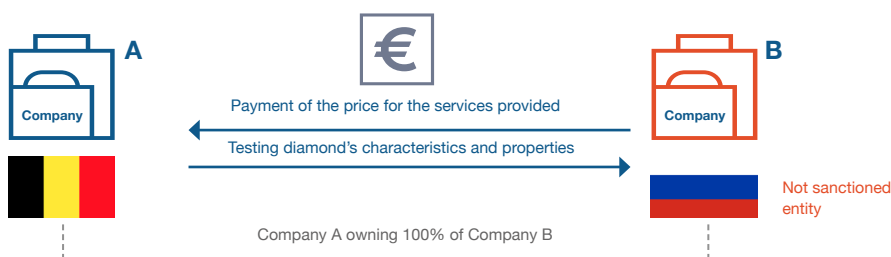 A
B
€
Company
Payment of the price for the services provided
Company
Testing diamond's characteristics and properties
Not sanctioned
entity
Company A owning 100% of Company B